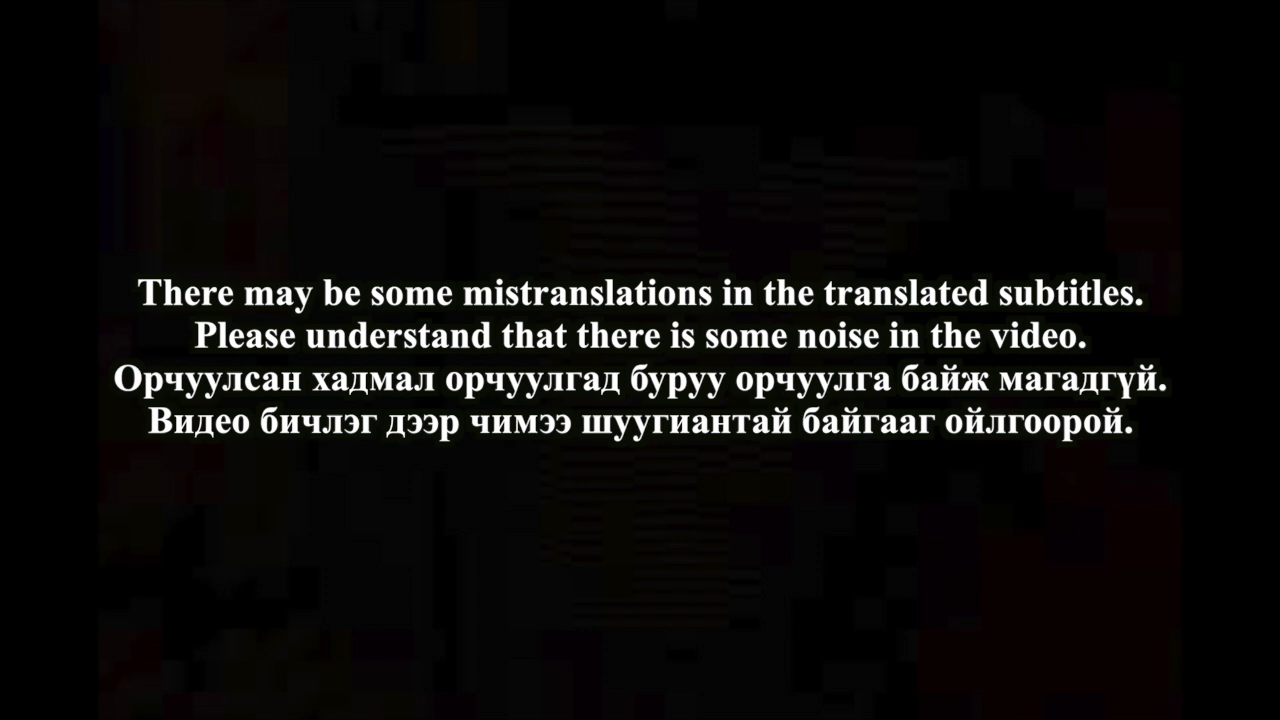 There may be some mistranslations in the translated subtitles.
Please understand that there is some noise in the video.
Орчуулсан хадмал орчуулгад буруу орчуулга байж магадгүй.
Видео бичлэг дээр чимээ шуугиантай байгааг ойлгоорой.